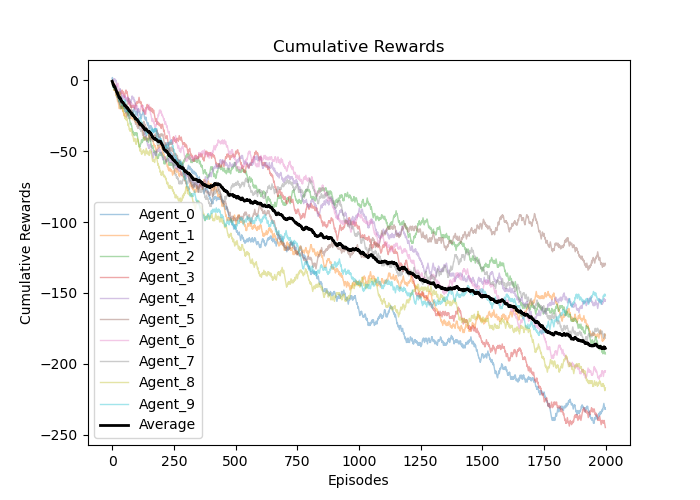 Cumulative Rewards
Cumulative Rewards
0
−50
−100
−150
−200
−250
Agent_0
Agent_1
Agent_2
Agent_3
Agent_4
Agent_5
Agent_6
Agent_7
Agent_8
Agent_9
Average
0 250 500 750 1000 1250 1500 1750 2000
Episodes